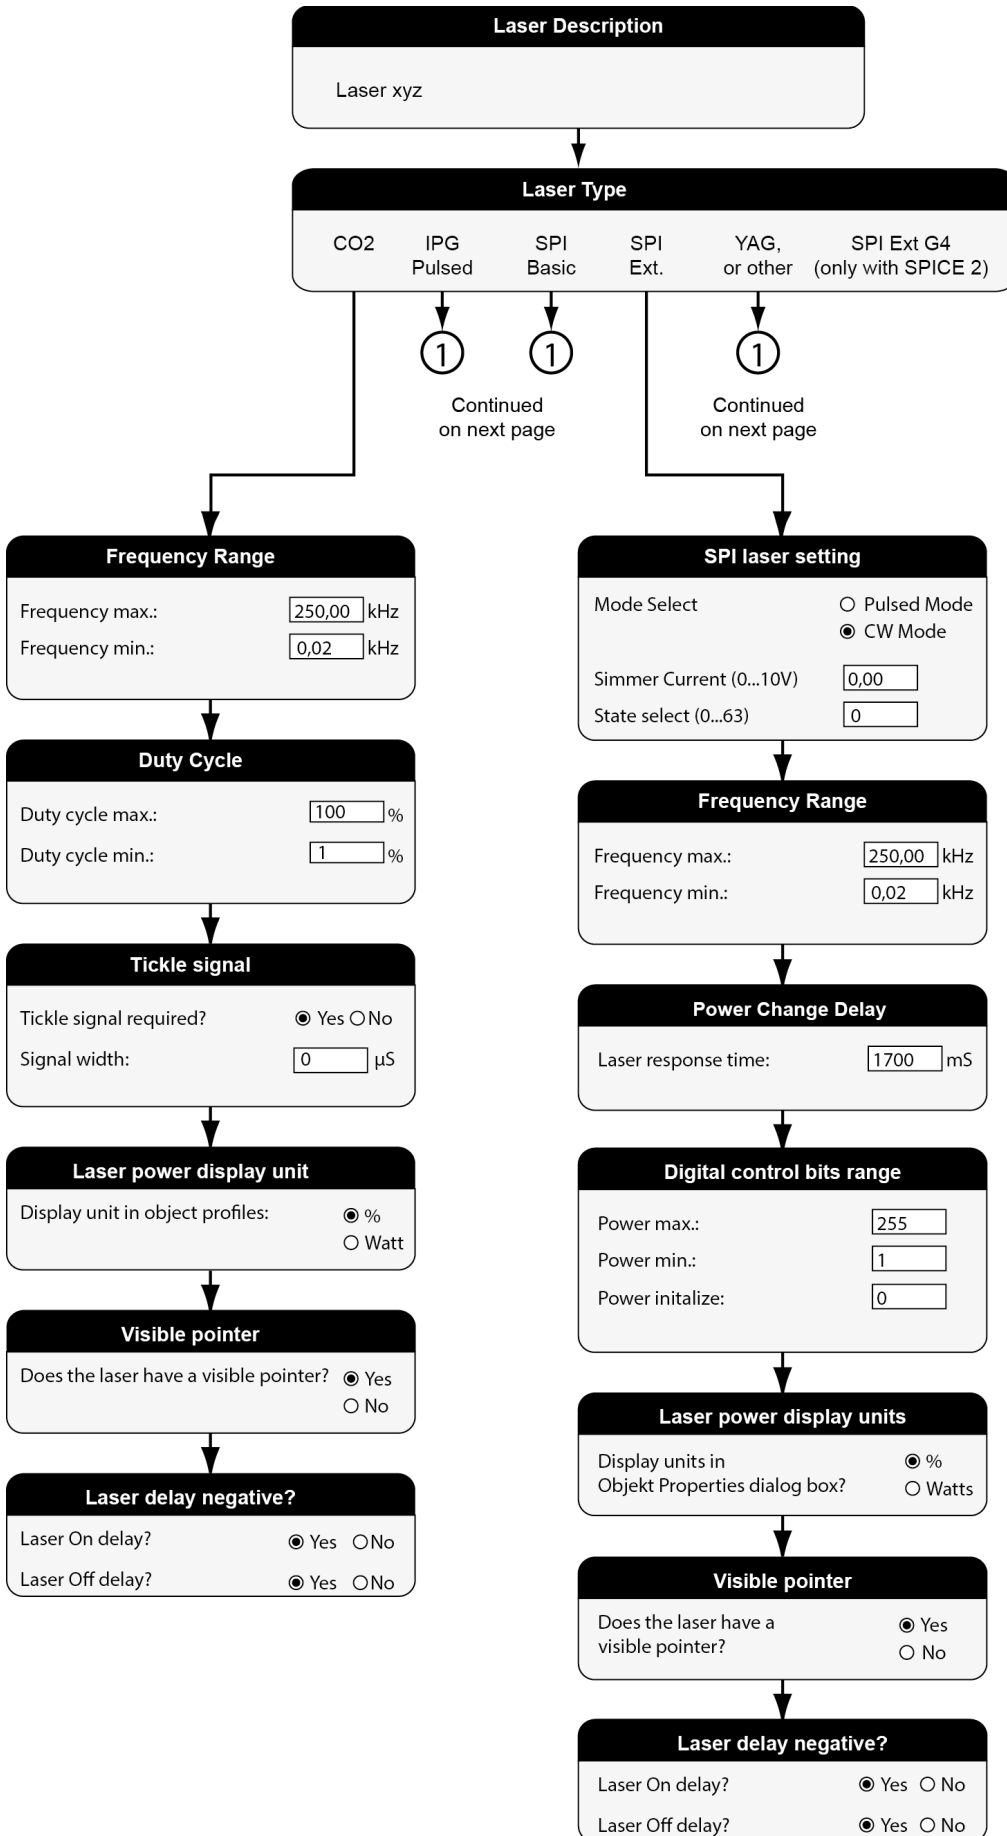 Laser Description
Laser xyz
Laser Type
CO2
IPG
Pulsed
SPI
Basic
SPI
Ext.
YAG,
or other
SPI Ext G4
(only with SPICE 2)
1
1
1
Continued
on next page
Continued
on next page
Frequency Range
Frequency max.: 250,00 kHz
Frequency min.: 0,02 kHz
Duty Cycle
Duty cycle max.: 100 %
Duty cycle min.: 1 %
Tickle signal
Tickle signal required? Yes No
Signal width: 0 µS
Laser power display unit
Display unit in object profiles: %
Watt
Visible pointer
Does the laser have a visible pointer? Yes
No
Laser delay negative?
Laser On delay? Yes No
Laser Off delay? Yes No
SPI laser setting
Mode Select Pulsed Mode
CW Mode
Simmer Current (0...10V) 0,00
State select (0...63) 0
Frequency Range
Frequency max.: 250,00 kHz
Frequency min.: 0,02 kHz
Power Change Delay
Laser response time: 1700 mS
Digital control bits range
Power max.: 255
Power min.: 1
Power initalize: 0
Laser power display units
Display units in %
Objekt Properties dialog box? Watts
Visible pointer
Does the laser have a Yes
visible pointer? No
Laser delay negative?
Laser On delay? Yes No
Laser Off delay? Yes No